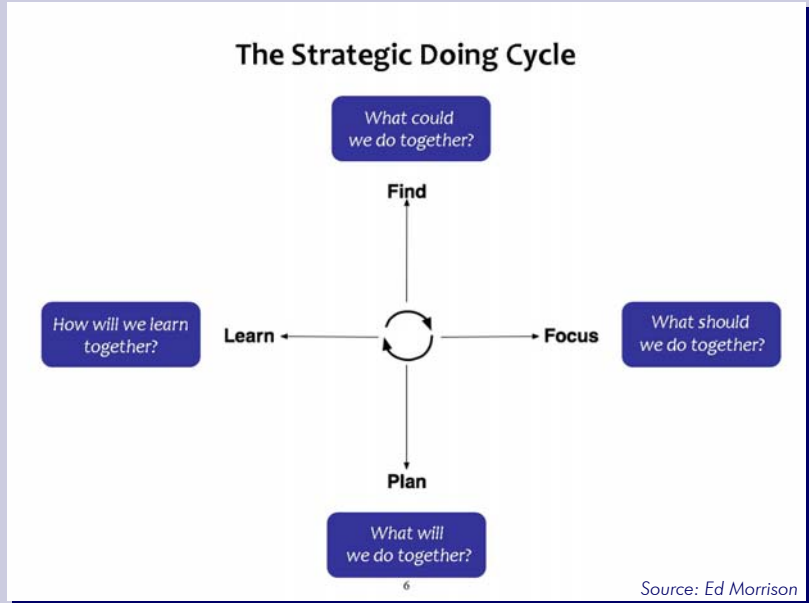 The Strategic Doing Cycle
What could
we do together?
Find
How will we learn
together?
Learn
Focus
What should
we do together?
Plan
What will
we do together?
6
Source: Ed Morrison